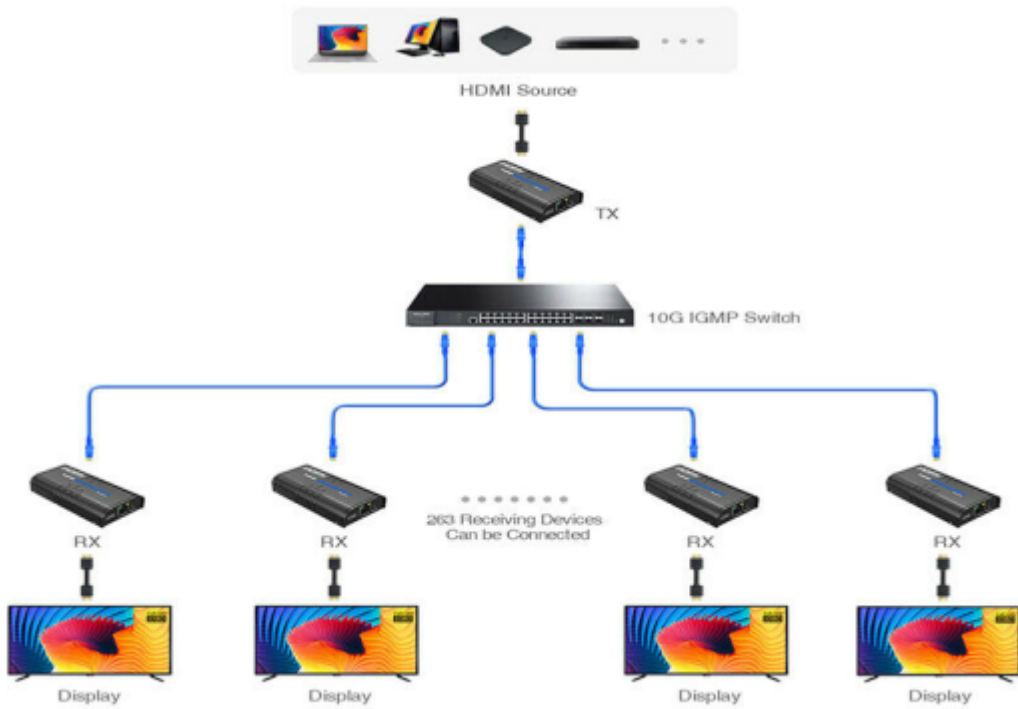 HDMI Source
TX
10G IGMP Switch
RX
RX
263 Receiving Devices
Can be Connected
RX
RX
Display
Display
Display
Display